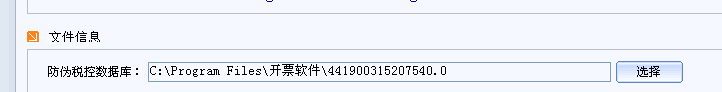 文件信息
防伪税控数据库： C:\Program Files\开票软件\441900315207540.0 选择